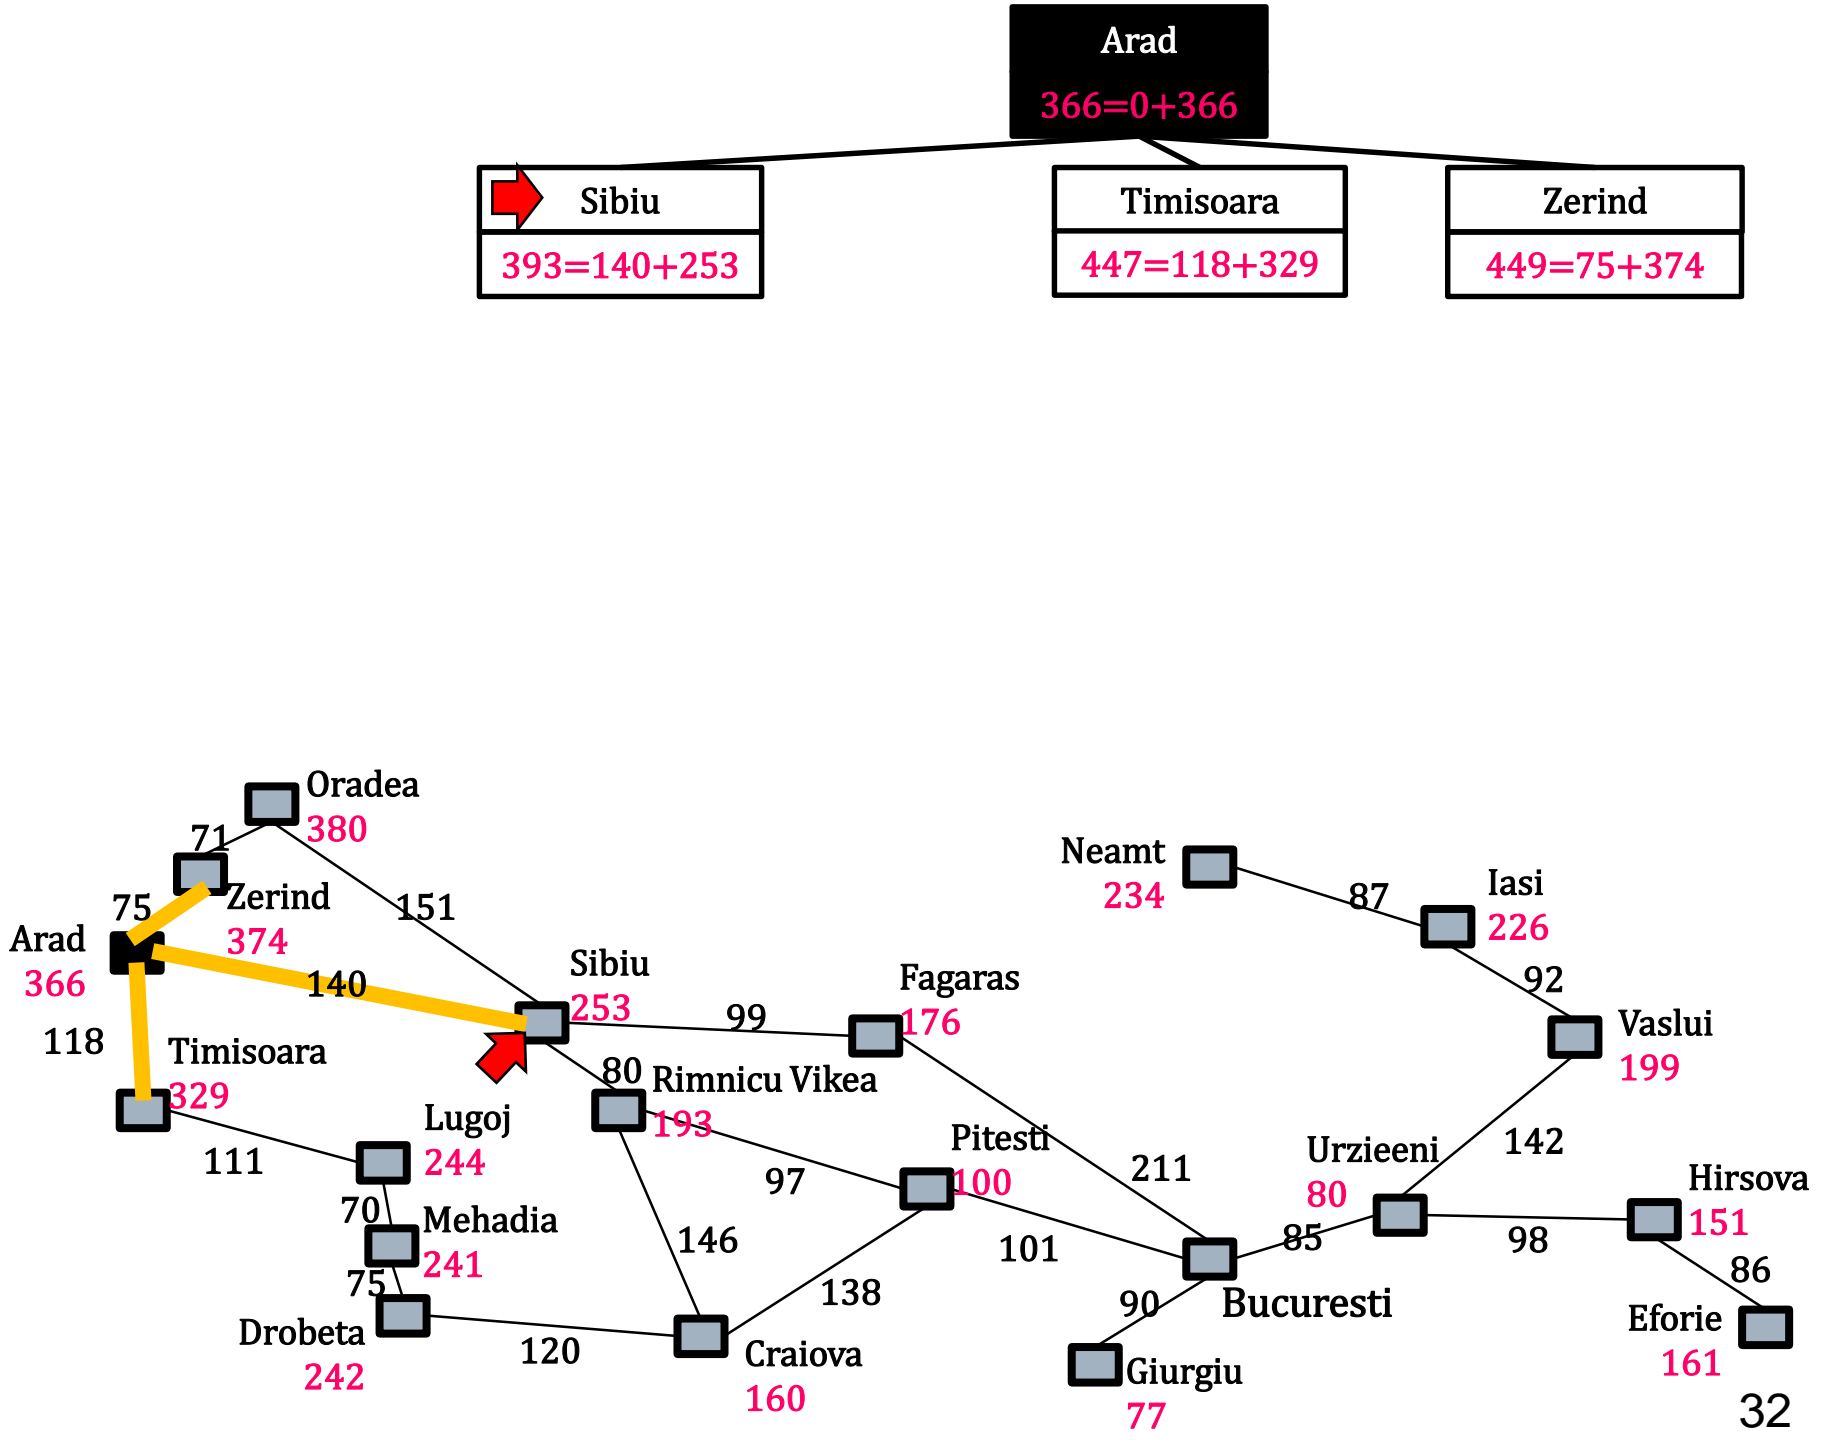 Arad
366=0+366
Sibiu
393=140+253
Timisoara
447=118+329
Zerind
449=75+374
Oradea
380
71
Zerind
374
75
Arad
366
151
140
118
Timisoara
329
Sibiu
253
99
Fagaras
176
80
Rimnicu Vikea
193
Lugoj
244
111
70
Mehadia
241
75
Drobeta
242
120
146
97
Pitesti
100
138
Craiova
160
211
101
Neamt
234
87
Iasi
226
92
Vaslui
199
142
Urzieeni
80
85
98
Hirsova
151
86
Eforie
161
Bucuresti
90
Giurgiu
77
32